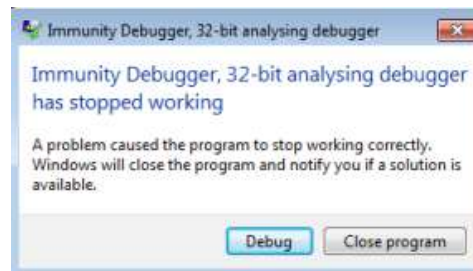 Immunity Debugger, 32-bit analysing debugger
Immunity Debugger, 32-bit analysing debugger
has stopped working
A problem caused the program to stop working correctly.
Windows will close the program and notify you if a solution is
available.
Debug Close program